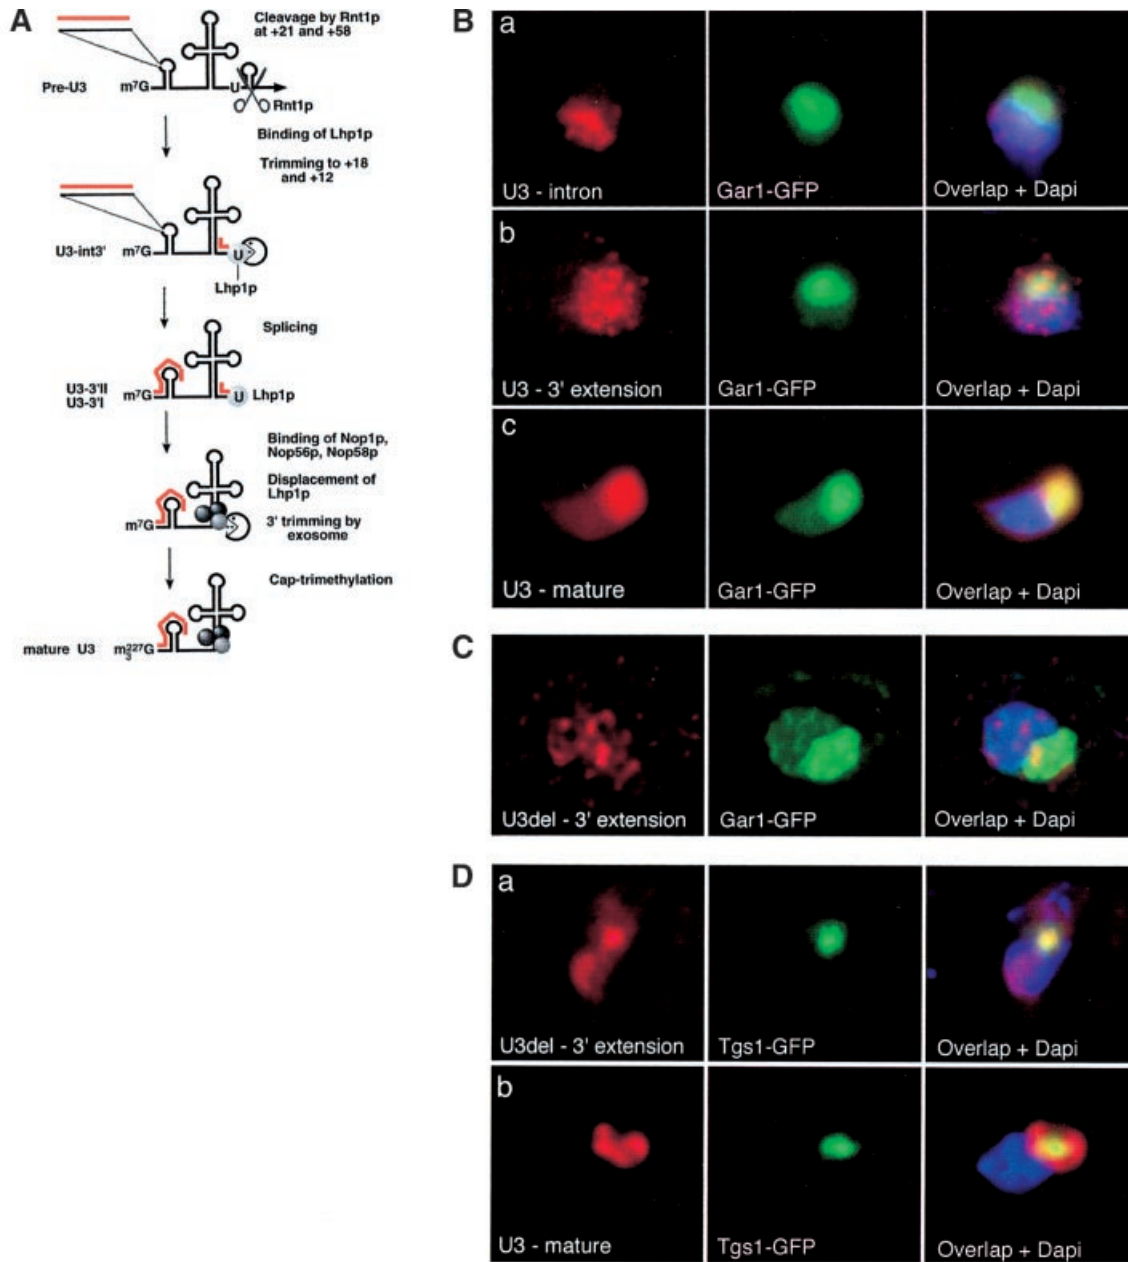 A
Cleavage by Rnt1p
at +21 and +58
Pre-U3
m⁷G
U
Rnt1p
Binding of Lhp1p
Trimming to +18
and +12
U3-int3'
m⁷G
U
Lhp1p
Splicing
U3-3'II
U3-3'I
m⁷G
U
Lhp1p
Binding of Nop1p,
Nop56p, Nop58p
Displacement of
Lhp1p
m⁷G
3' trimming by
exosome
Cap-trimethylation
mature U3
m₃²²⁷G
B
a
U3 - intron
Gar1-GFP
Overlap + Dapi
b
U3 - 3' extension
Gar1-GFP
Overlap + Dapi
c
U3 - mature
Gar1-GFP
Overlap + Dapi
C
U3del - 3' extension
Gar1-GFP
Overlap + Dapi
D
a
U3del - 3' extension
Tgs1-GFP
Overlap + Dapi
b
U3 - mature
Tgs1-GFP
Overlap + Dapi